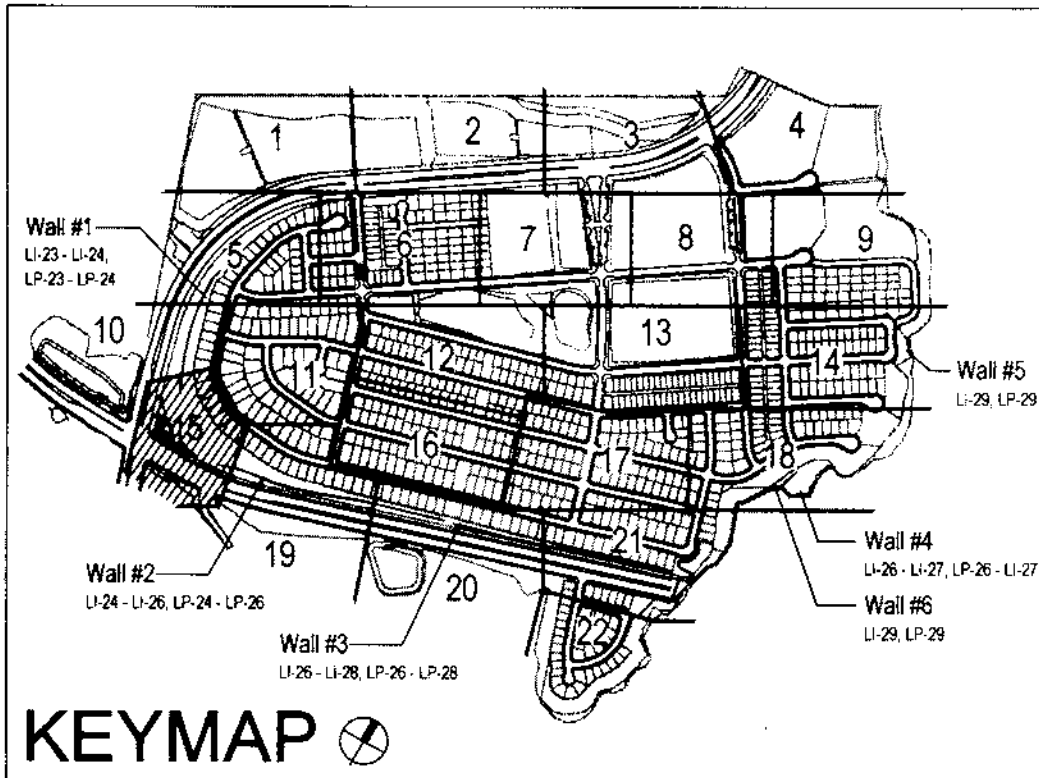 1
2
3
4
Wall #1
LI-23 - LI-24,
LP-23 - LP-24
5
6
7
8
9
10
11
12
13
14
Wall #5
LI-29, LP-29
16
17
18
Wall #4
LI-26 - LI-27, LP-26 - LI-27
Wall #2
LI-24 - LI-26, LP-24 - LP-26
19
20
21
Wall #6
LI-29, LP-29
Wall #3
LI-26 - LI-28, LP-26 - LP-28
22
KEYMAP